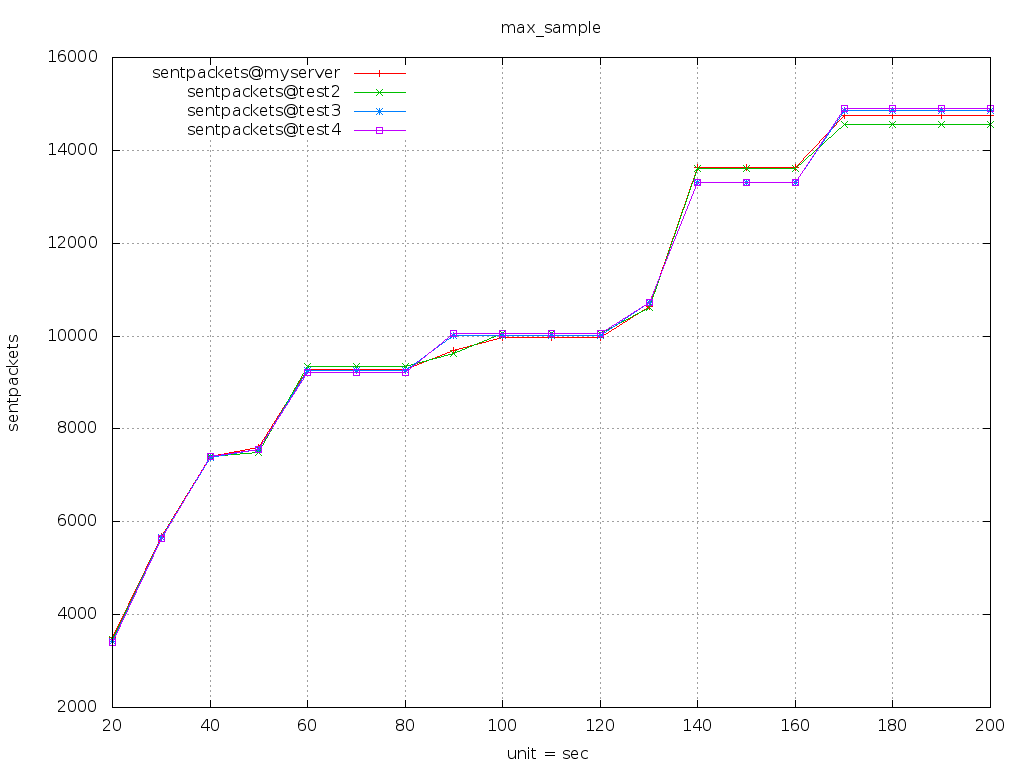 max_sample
16000
14000
12000
10000
8000
6000
4000
2000
sentpackets
sentpackets@myserver
sentpackets@test2
sentpackets@test3
sentpackets@test4
20 40 60 80 100 120 140 160 180 200
unit = sec